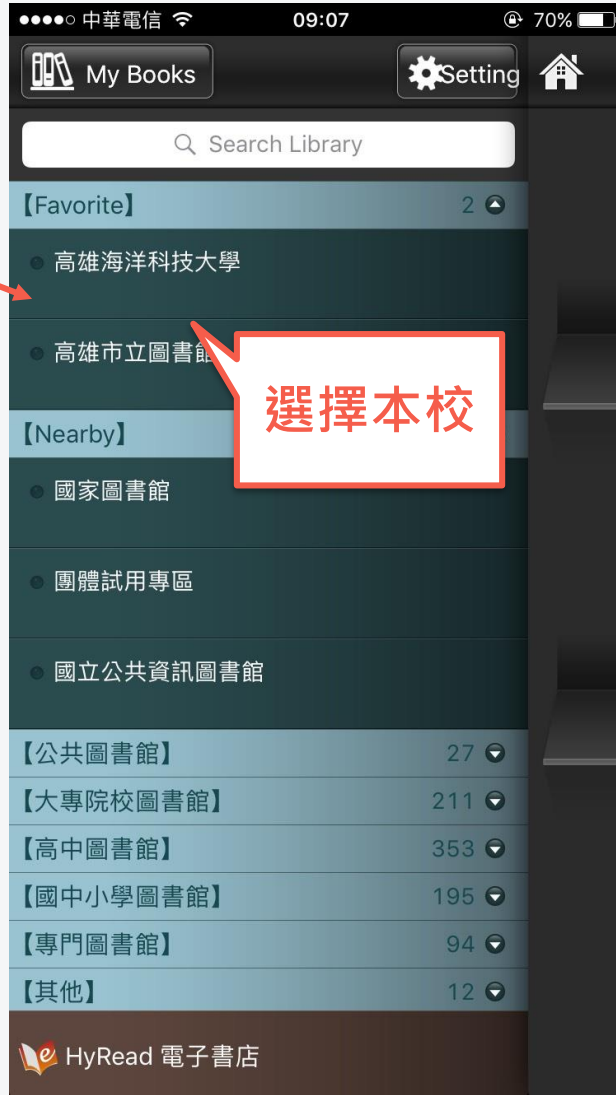 中華電信 09:07 70%
My Books Setting
Search Library
【Favorite】 2
高雄海洋科技大學
高雄市立圖書館
選擇本校
【Nearby】
國家圖書館
團體試用專區
國立公共資訊圖書館
【公共圖書館】 27
【大專院校圖書館】 211
【高中圖書館】 353
【國中小學圖書館】 195
【專門圖書館】 94
【其他】 12
HyRead 電子書店